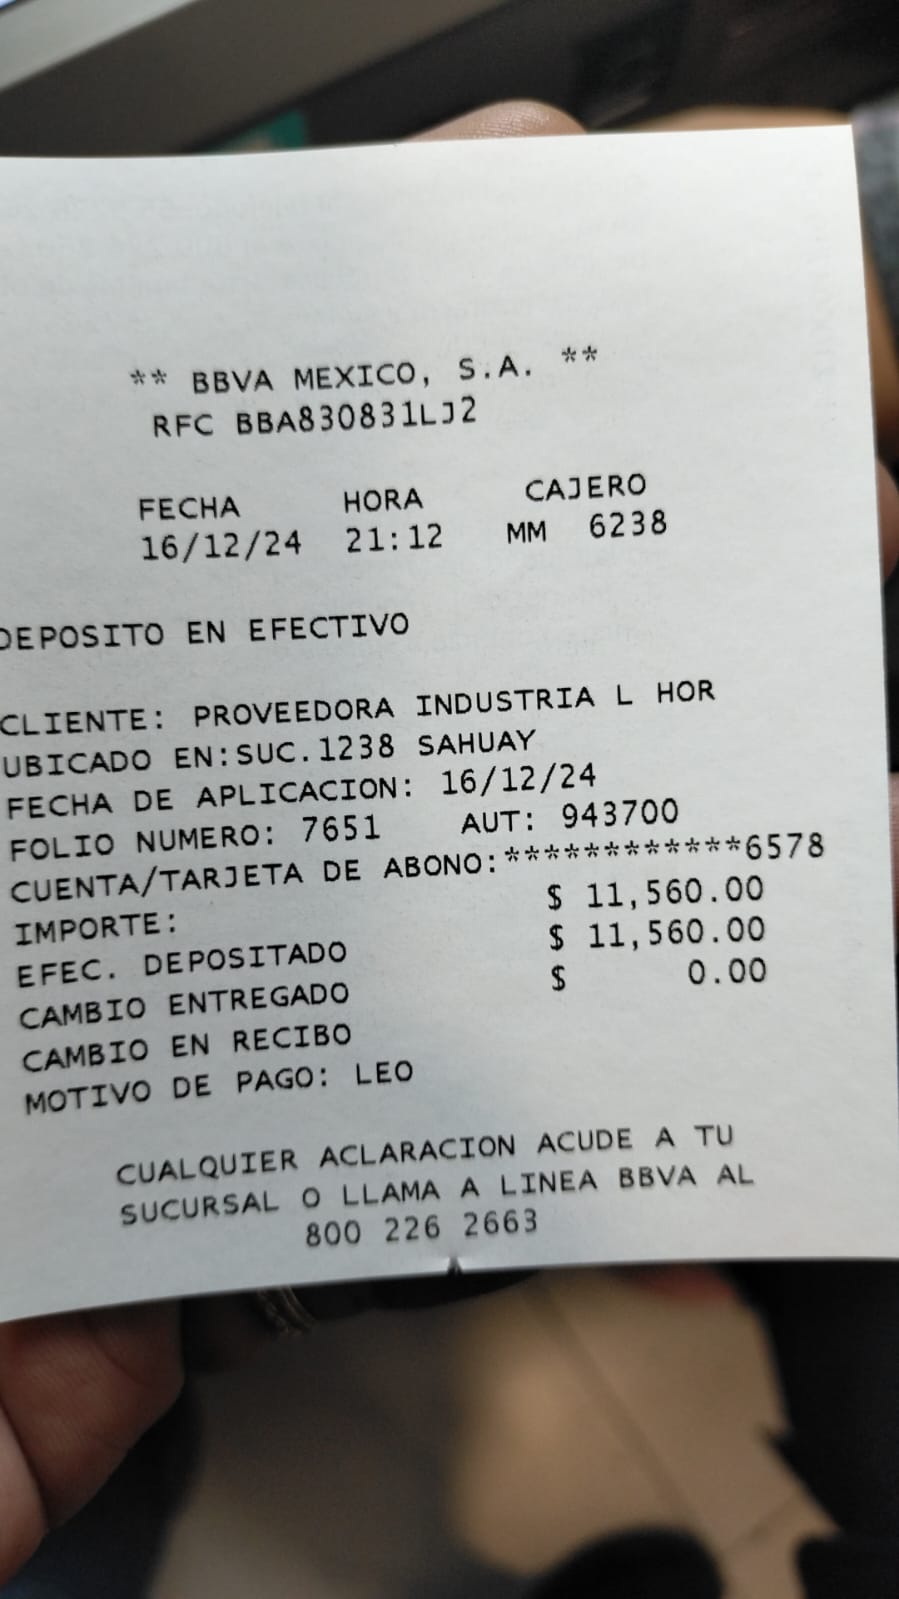 ** BBVA MEXICO, S.A. **
RFC BBA830831LJ2
FECHA HORA CAJERO
16/12/24 21:12 MM 6238
DEPOSITO EN EFECTIVO
CLIENTE: PROVEEDORA INDUSTRIA L HOR
UBICADO EN:SUC.1238 SAHUAY
FECHA DE APLICACION: 16/12/24
FOLIO NUMERO: 7651 AUT: 943700
CUENTA/TARJETA DE ABONO:************6578
IMPORTE: $ 11,560.00
EFEC. DEPOSITADO $ 11,560.00
CAMBIO ENTREGADO $ 0.00
CAMBIO EN RECIBO
MOTIVO DE PAGO: LEO
CUALQUIER ACLARACION ACUDE A TU
SUCURSAL O LLAMA A LINEA BBVA AL
800 226 2663